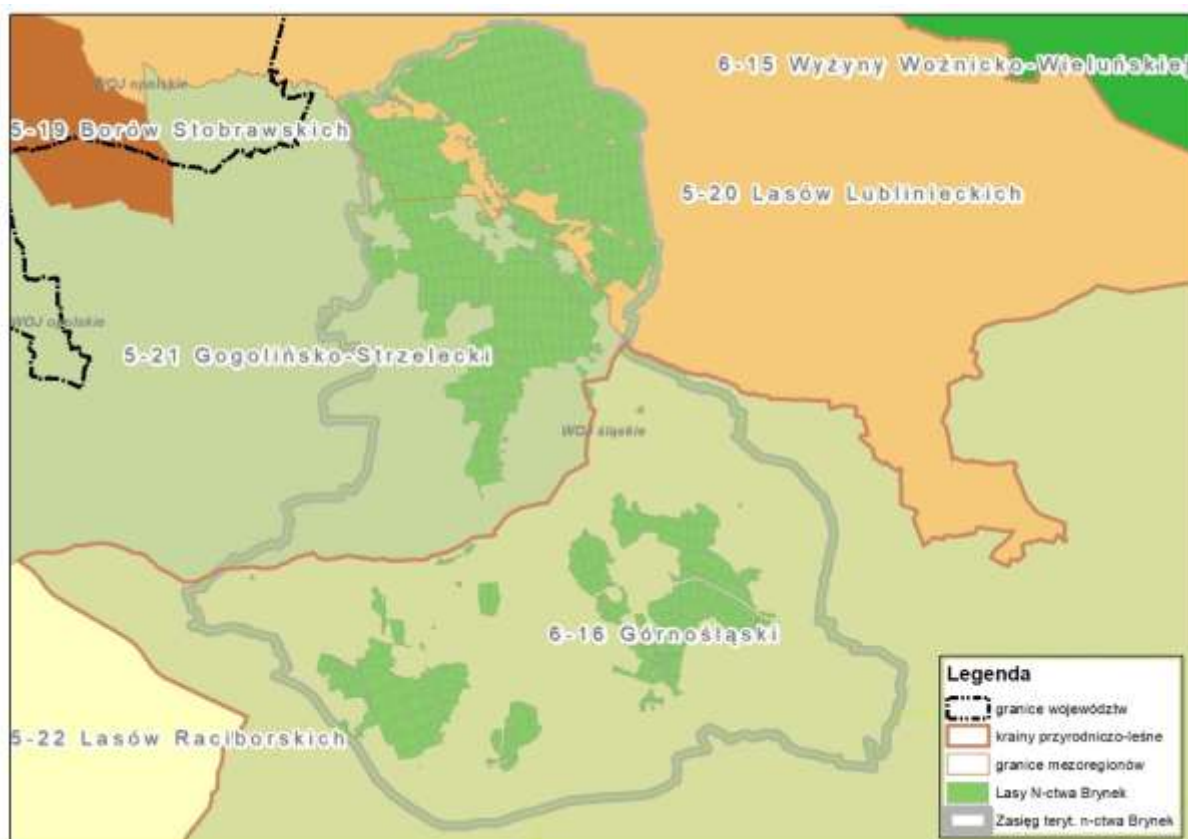 6-15 Wyżyny Woźnicko-Wieluńskiej
WOJ opolskie
5-19 Borów Stobrawskich
5-20 Lasów Lublinieckich
WOJ opolskie
5-21 Gogolińsko-Strzelecki
WOJ śląskie
6-16 Górnośląski
5-22 Lasów Raciborskich
Legenda
granice województw
krainy przyrodniczo-leśne
granice mezoregionów
Lasy N-ctwa Brynek
Zasięg teryt. n-ctwa Brynek